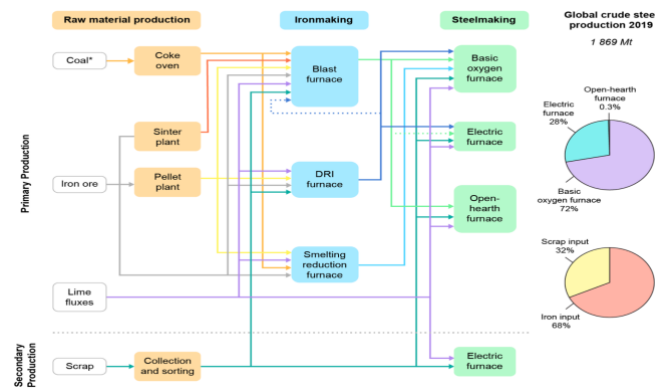 Raw material production
Ironmaking
Steelmaking
Global crude stee
production 2019
1 869 Mt
Primary Production
Coal*
Coke
oven
Blast
furnace
Basic
oxygen
furnace
Sinter
plant
Electric
furnace
Iron ore
Pellet
plant
DRI
furnace
Open-
hearth
furnace
Smelting
reduction
furnace
Lime
fluxes
Open-hearth
furnace
0.3%
Electric
furnace
28%
Basic
oxygen furnace
72%
Scrap input
32%
Iron input
68%
Secondary
Production
Scrap
Collection
and sorting
Electric
furnace